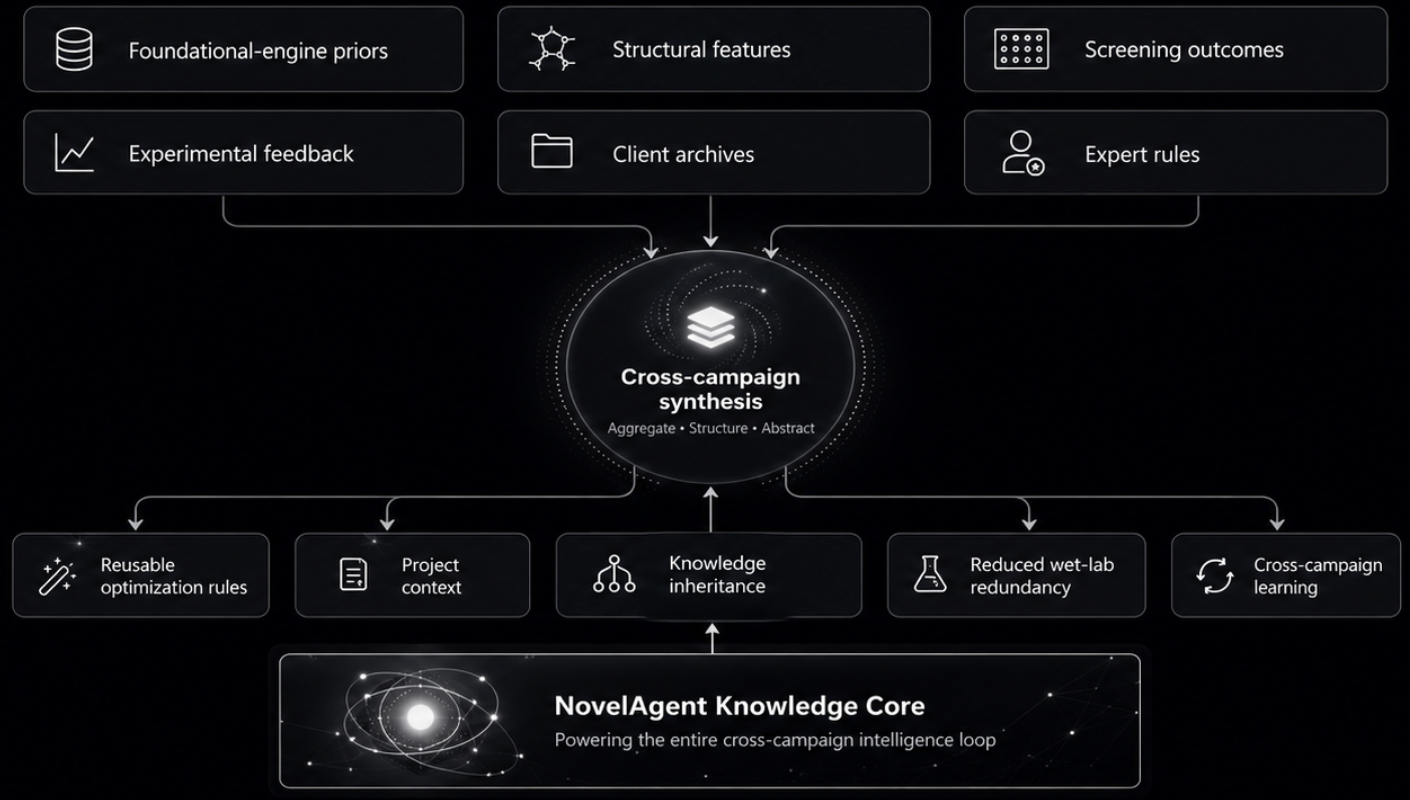 Foundational-engine priors
Structural features
Screening outcomes
Experimental feedback
Client archives
Expert rules
Cross-campaign
synthesis
Aggregate • Structure • Abstract
Reusable
optimization rules
Project
context
Knowledge
inheritance
Reduced wet-lab
redundancy
Cross-campaign
learning
NovelAgent Knowledge Core
Powering the entire cross-campaign intelligence loop